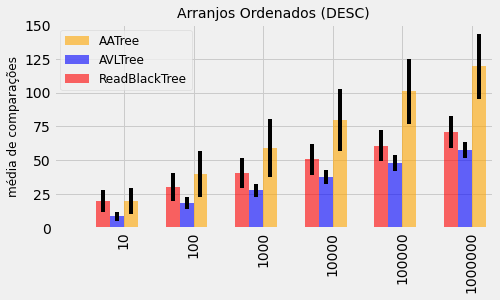 Arranjos Ordenados (DESC)
AATree
AVLTree
ReadBlackTree
média de comparações
150
125
100
75
50
25
0
10
100
1000
10000
100000
1000000